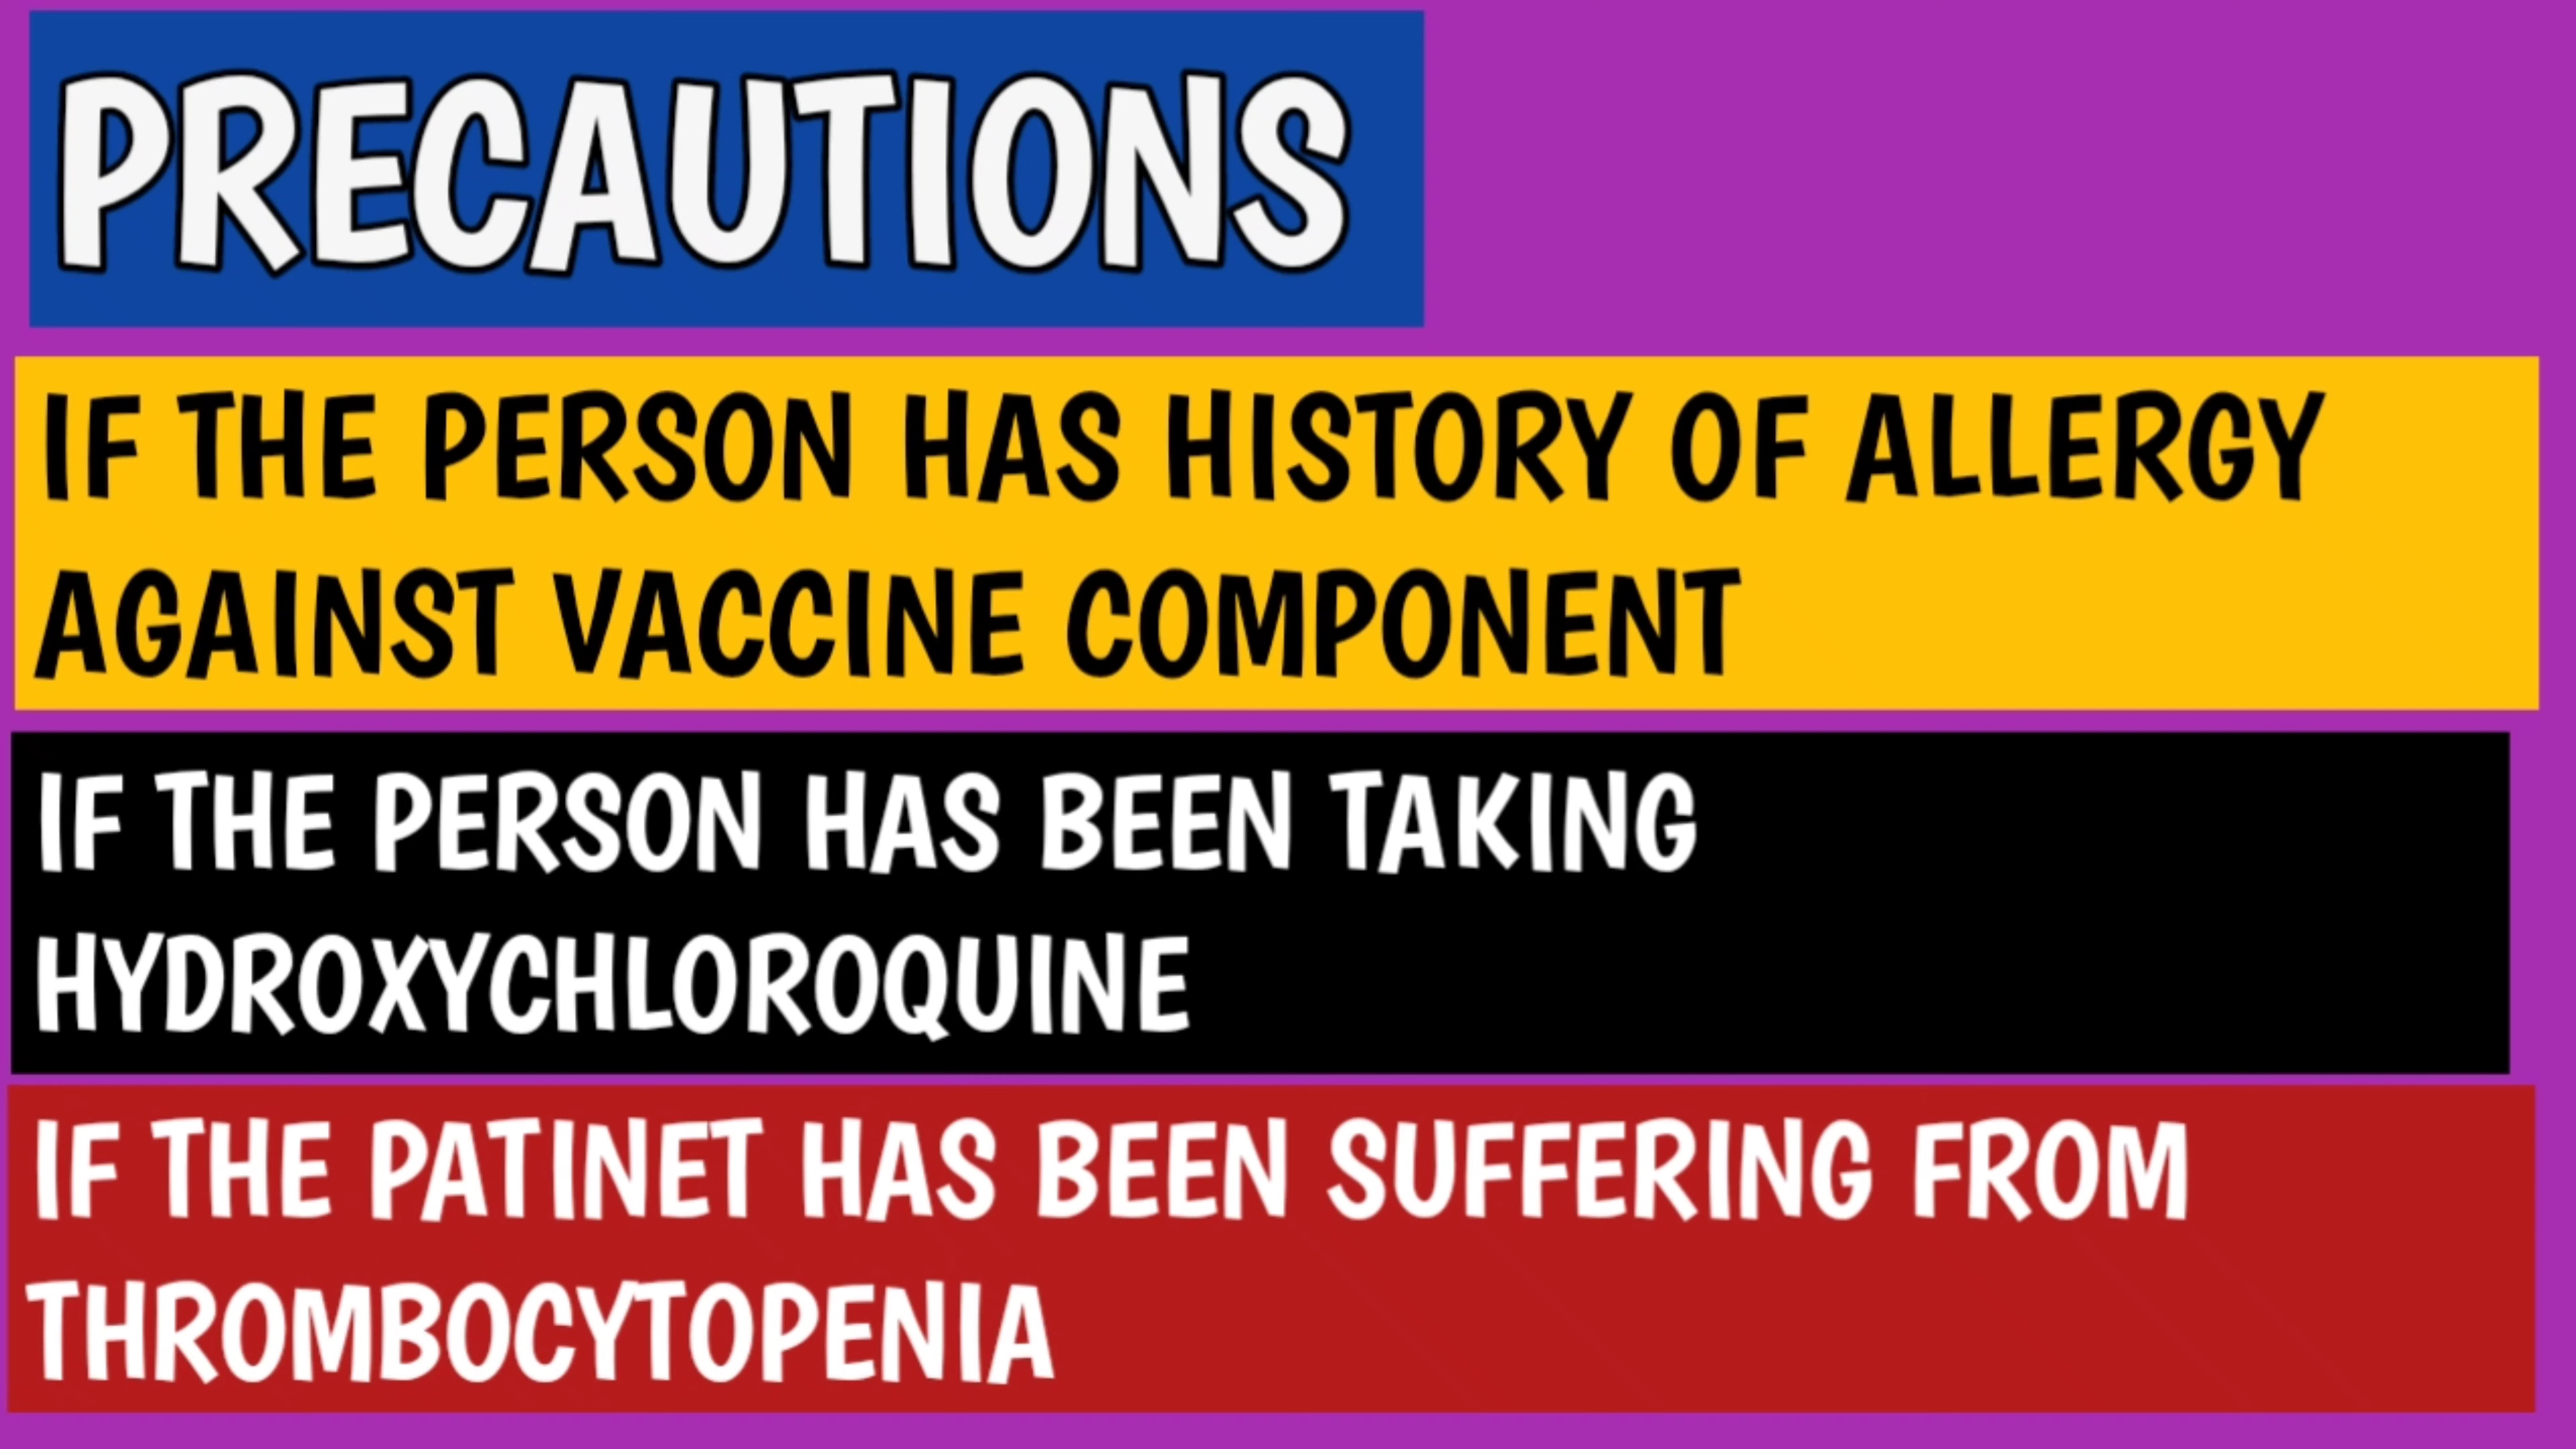 PRECAUTIONS
IF THE PERSON HAS HISTORY OF ALLERGY
AGAINST VACCINE COMPONENT
IF THE PERSON HAS BEEN TAKING
HYDROXYCHLOROQUINE
IF THE PATINET HAS BEEN SUFFERING FROM
THROMBOCYTOPENIA